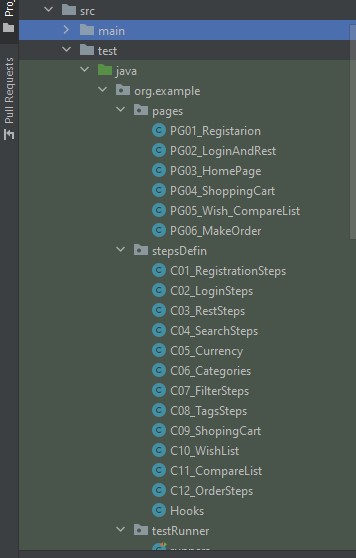 Pro
Pull Requests
src
main
test
java
org.example
pages
PG01_Registarion
PG02_LoginAndRest
PG03_HomePage
PG04_ShoppingCart
PG05_Wish_CompareList
PG06_MakeOrder
stepsDefin
C01_RegistrationSteps
C02_LoginSteps
C03_RestSteps
C04_SearchSteps
C05_Currency
C06_Categories
C07_FilterSteps
C08_TagsSteps
C09_ShopingCart
C10_WishList
C11_CompareList
C12_OrderSteps
Hooks
testRunner
runners